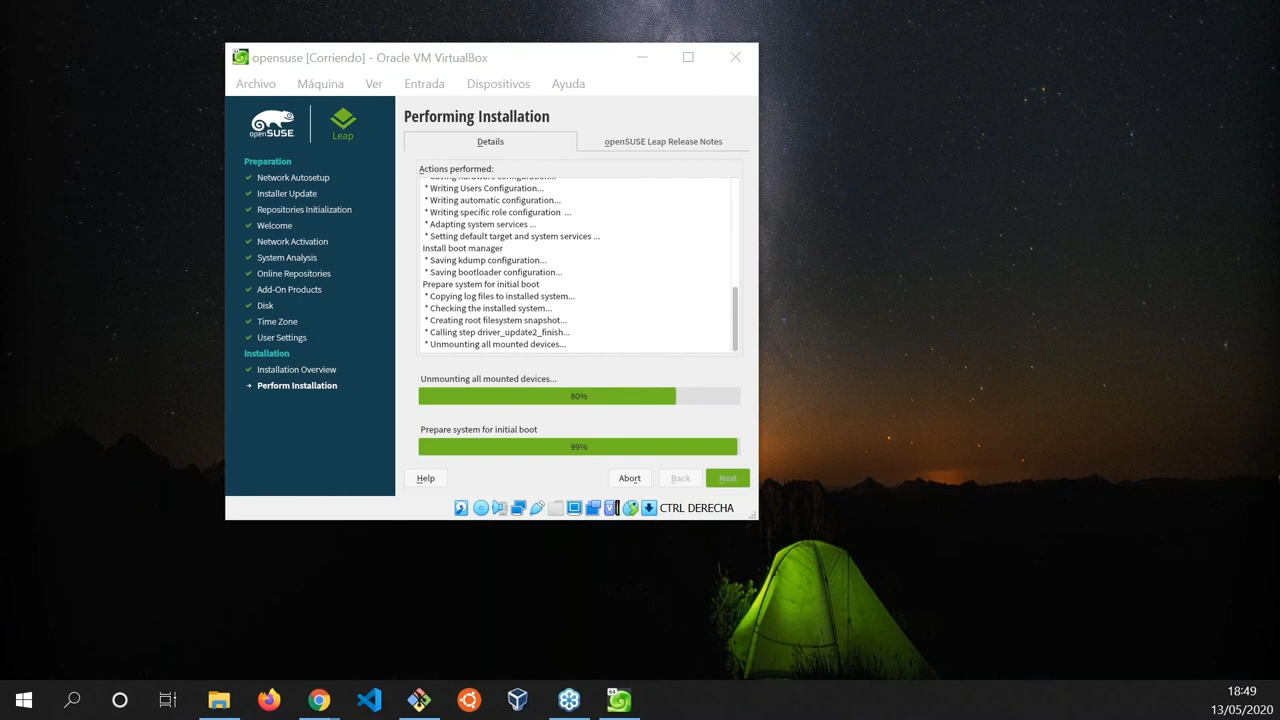 opensuse [Corriendo] - Oracle VM VirtualBox
Archivo Máquina Ver Entrada Dispositivos Ayuda
openSUSE
Leap
Preparation
Network Autosetup
Installer Update
Repositories Initialization
Welcome
Network Activation
System Analysis
Online Repositories
Add-On Products
Disk
Time Zone
User Settings
Installation
Installation Overview
Perform Installation
Performing Installation
Details openSUSE Leap Release Notes
Actions performed:
* Saving hardware configuration...
* Writing Users Configuration...
* Writing automatic configuration...
* Writing specific role configuration ...
* Adapting system services ...
* Setting default target and system services ...
Install boot manager
* Saving kdump configuration...
* Saving bootloader configuration...
Prepare system for initial boot
* Copying log files to installed system...
* Checking the installed system...
* Creating root filesystem snapshot...
* Calling step driver_update2_finish...
* Unmounting all mounted devices...
Unmounting all mounted devices...
80%
Prepare system for initial boot
99%
Help Abort Back Next
CTRL DERECHA
64
18:49
13/05/2020